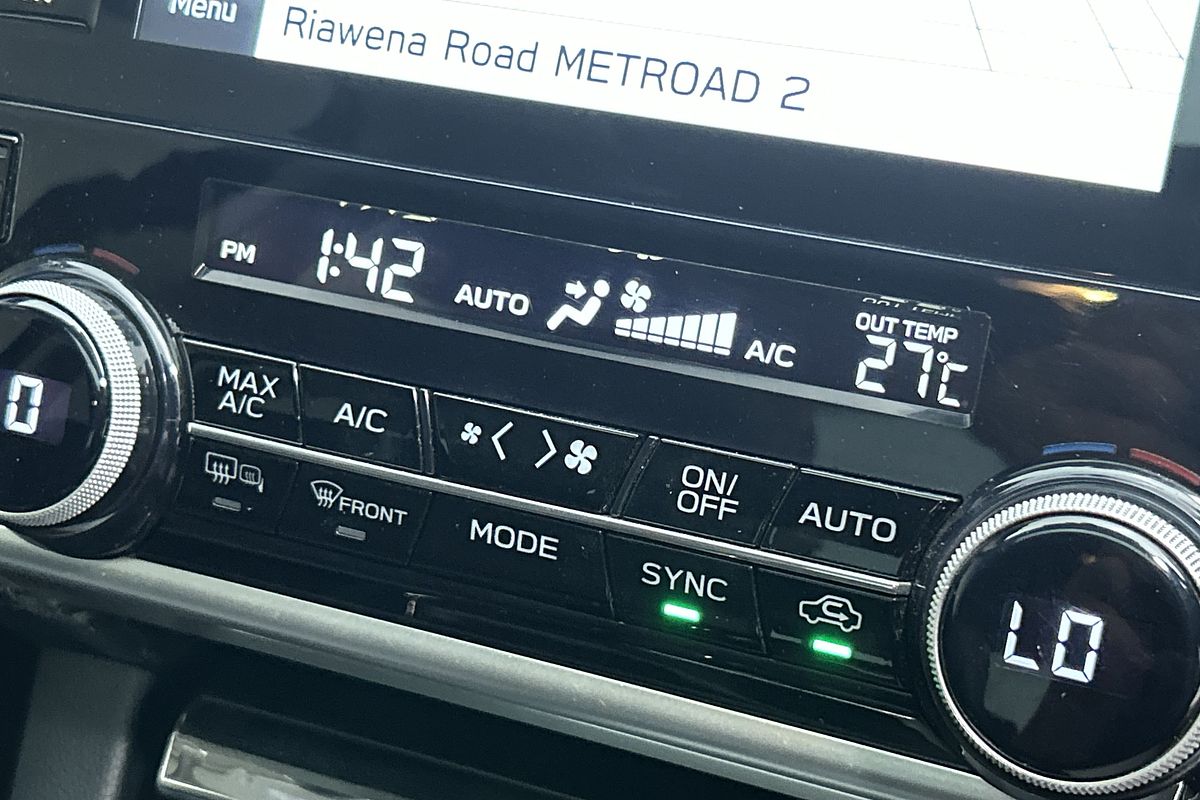 Menu
Riawena Road METROAD 2
PM 1:42 AUTO A/C
OUT TEMP
27°C
MAX
A/C
A/C
ON/
OFF
AUTO
FRONT
MODE
SYNC
0
LO